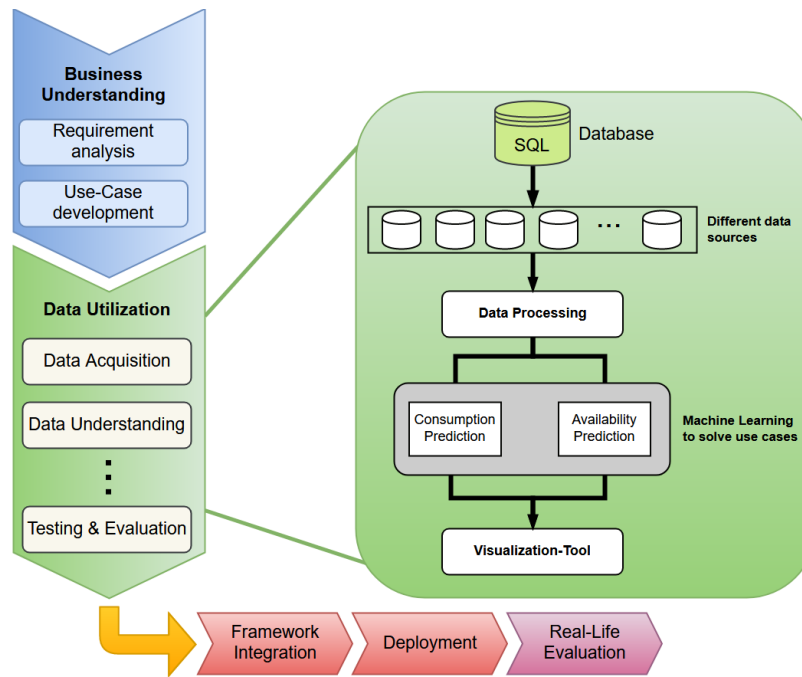 Business
Understanding
Requirement
analysis
Use-Case
development
Data Utilization
Data Acquisition
Data Understanding
Testing & Evaluation
SQL
Database
...
Different data
sources
Data Processing
Consumption
Prediction
Availability
Prediction
Machine Learning
to solve use cases
Visualization-Tool
Framework
Integration
Deployment
Real-Life
Evaluation